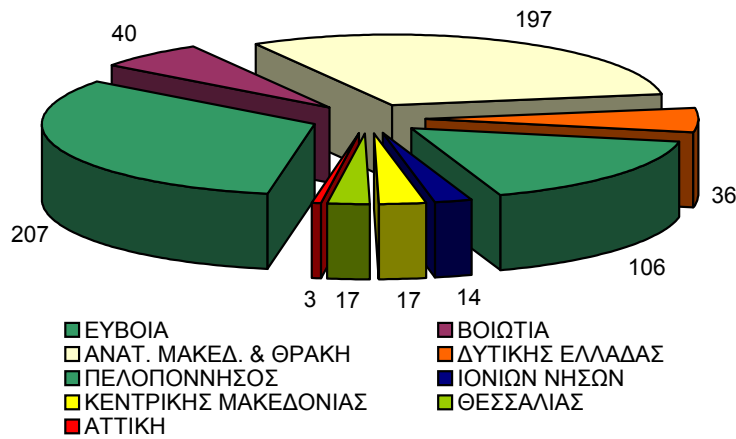 197
40
36
207
106
3
17
17
14
ΕΥΒΟΙΑ
ΒΟΙΩΤΙΑ
ΑΝΑΤ. ΜΑΚΕΔ. & ΘΡΑΚΗ
ΔΥΤΙΚΗΣ ΕΛΛΑΔΑΣ
ΠΕΛΟΠΟΝΝΗΣΟΣ
ΙΟΝΙΩΝ ΝΗΣΩΝ
ΚΕΝΤΡΙΚΗΣ ΜΑΚΕΔΟΝΙΑΣ
ΘΕΣΣΑΛΙΑΣ
ΑΤΤΙΚΗ